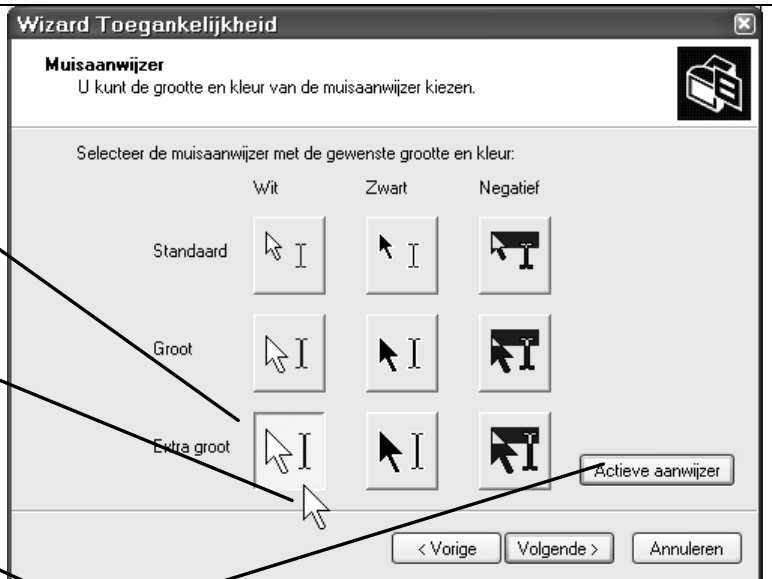 Wizard Toegankelijkheid
Muisaanwijzer
U kunt de grootte en kleur van de muisaanwijzer kiezen.
Selecteer de muisaanwijzer met de gewenste grootte en kleur:
Wit Zwart Negatief
Standaard
Groot
Extra groot
Actieve aanwijzer
< Vorige Volgende > Annuleren